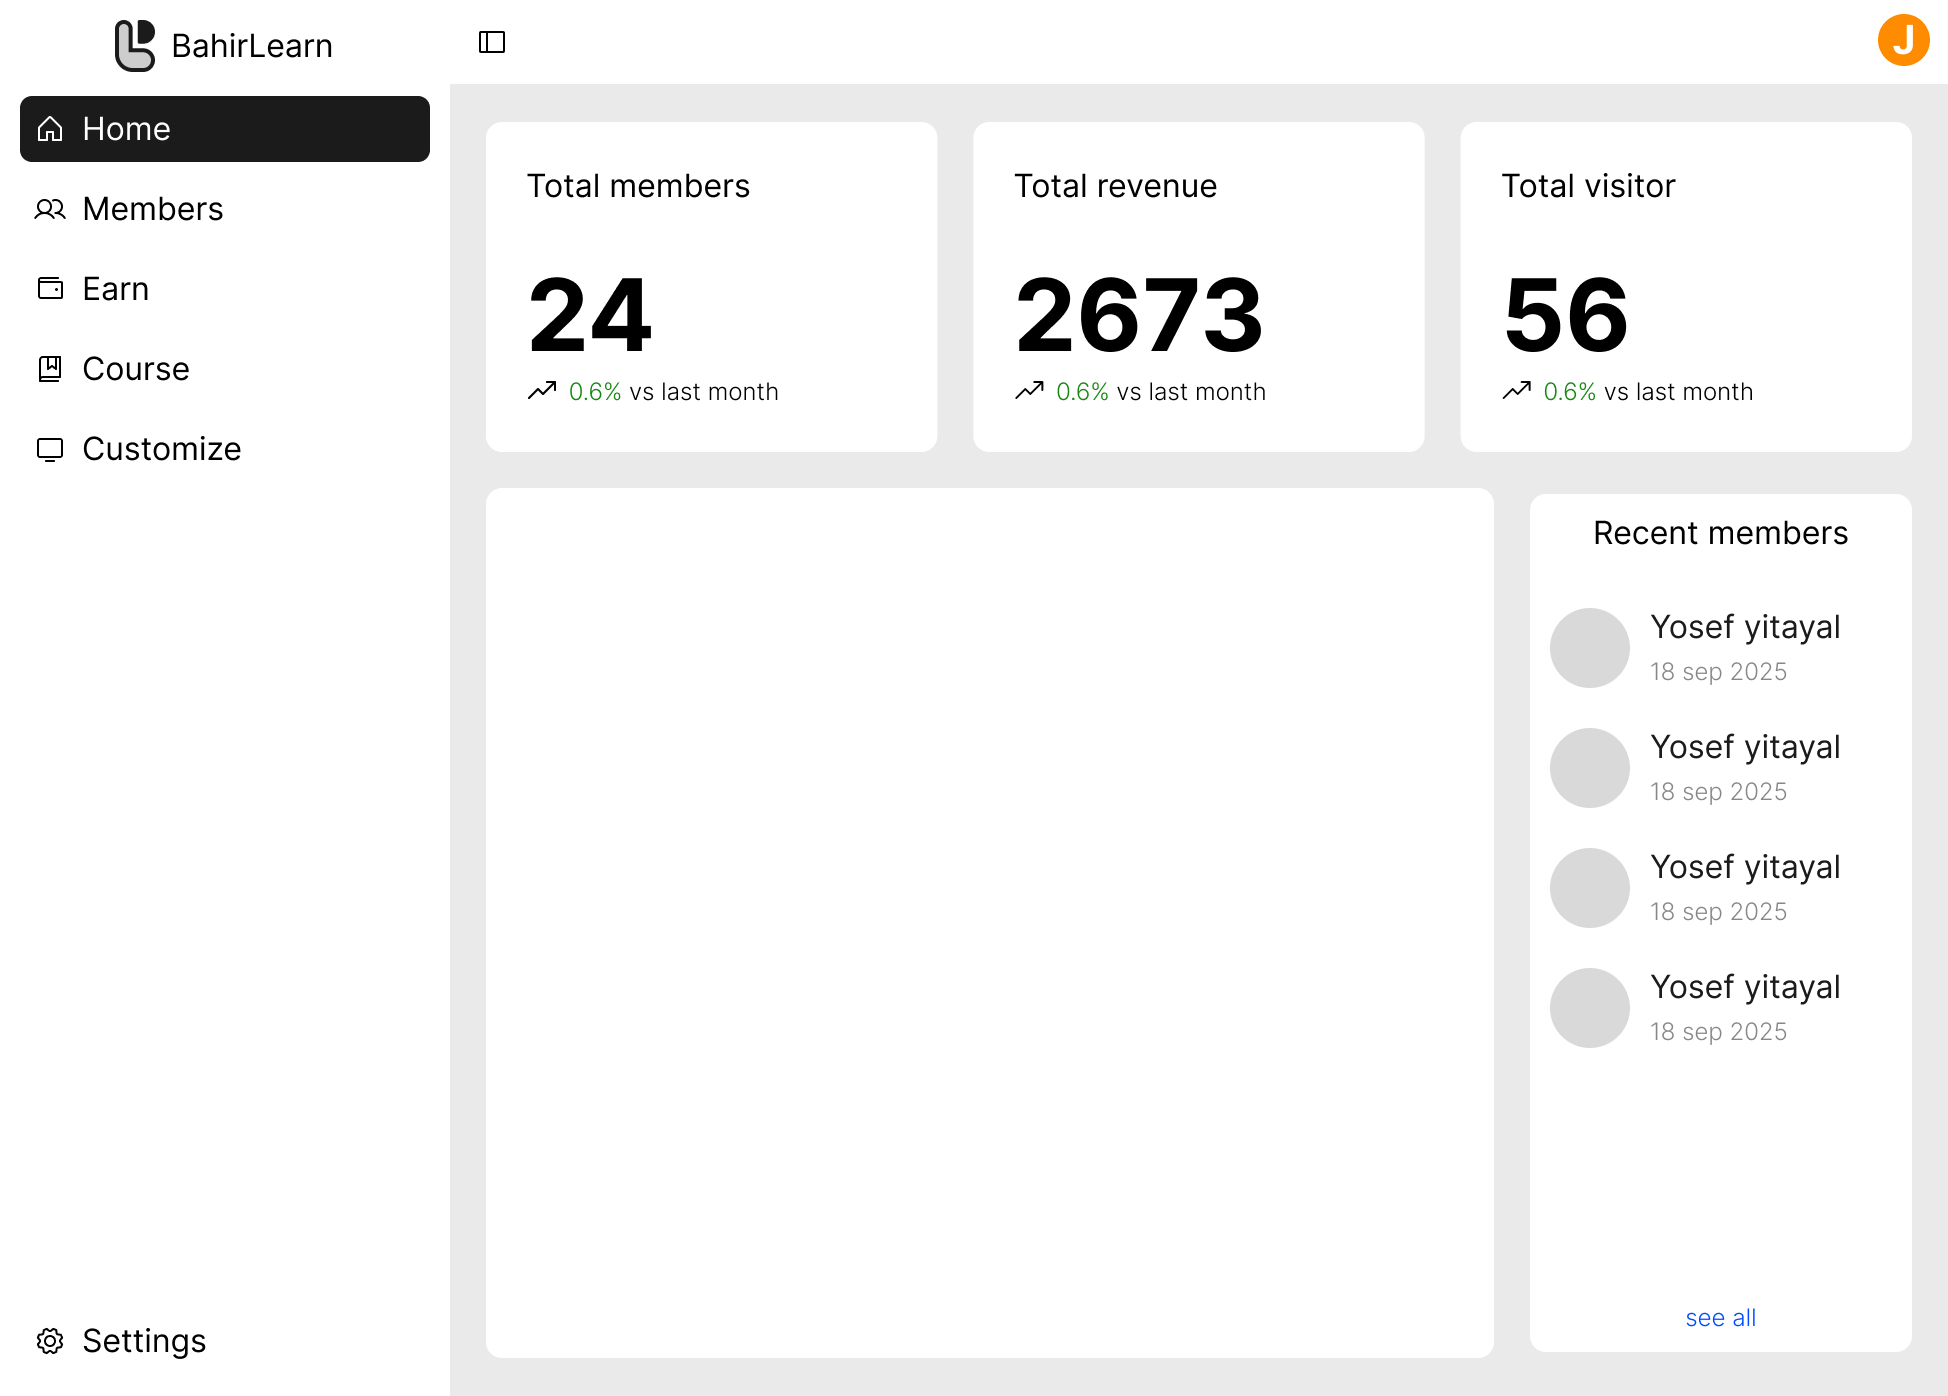 BahirLearn
J
Home
Members
Earn
Course
Customize
Settings
Total members
24
0.6% vs last month
Total revenue
2673
0.6% vs last month
Total visitor
56
0.6% vs last month
Recent members
Yosef yitayal
18 sep 2025
Yosef yitayal
18 sep 2025
Yosef yitayal
18 sep 2025
Yosef yitayal
18 sep 2025
see all